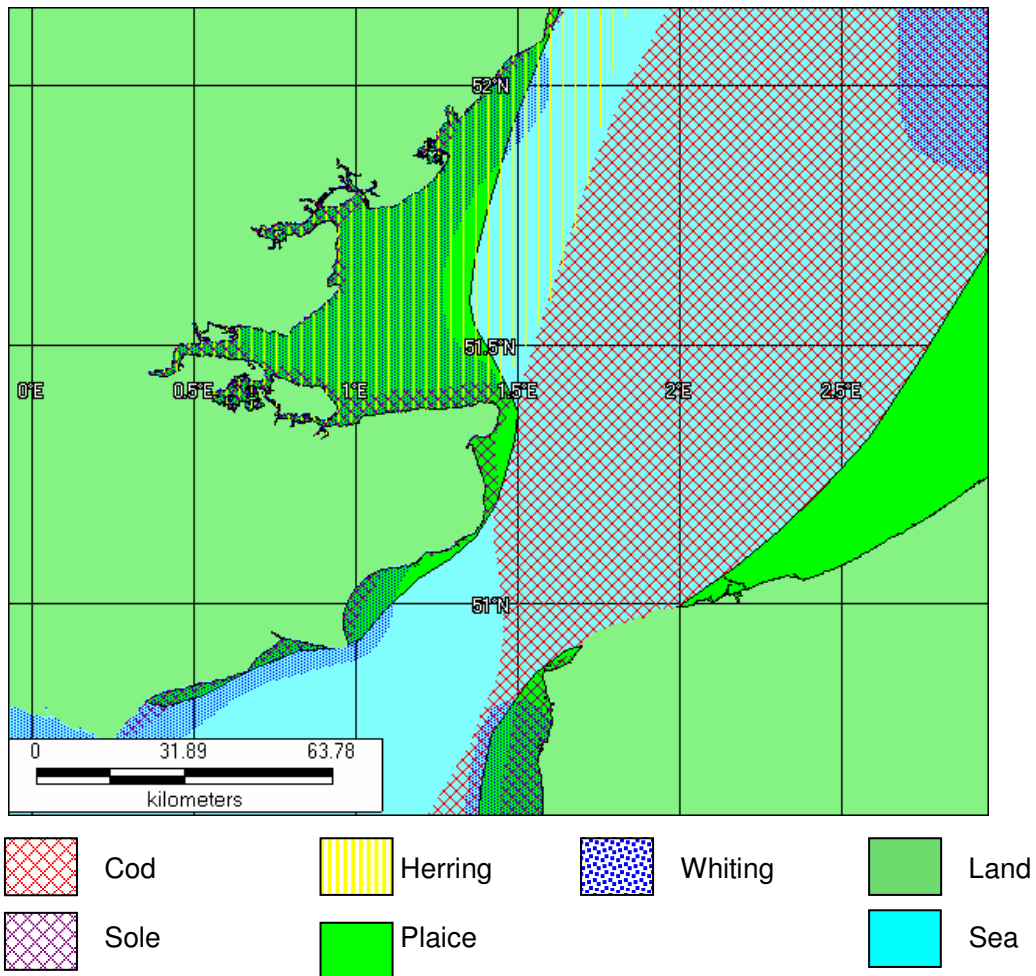 52°N
51.5°N
0°E 0.5°E 1°E 1.5°E 2°E 2.5°E
51°N
0 31.89 63.78
kilometers
Cod Herring Whiting Land
Sole Plaice Sea